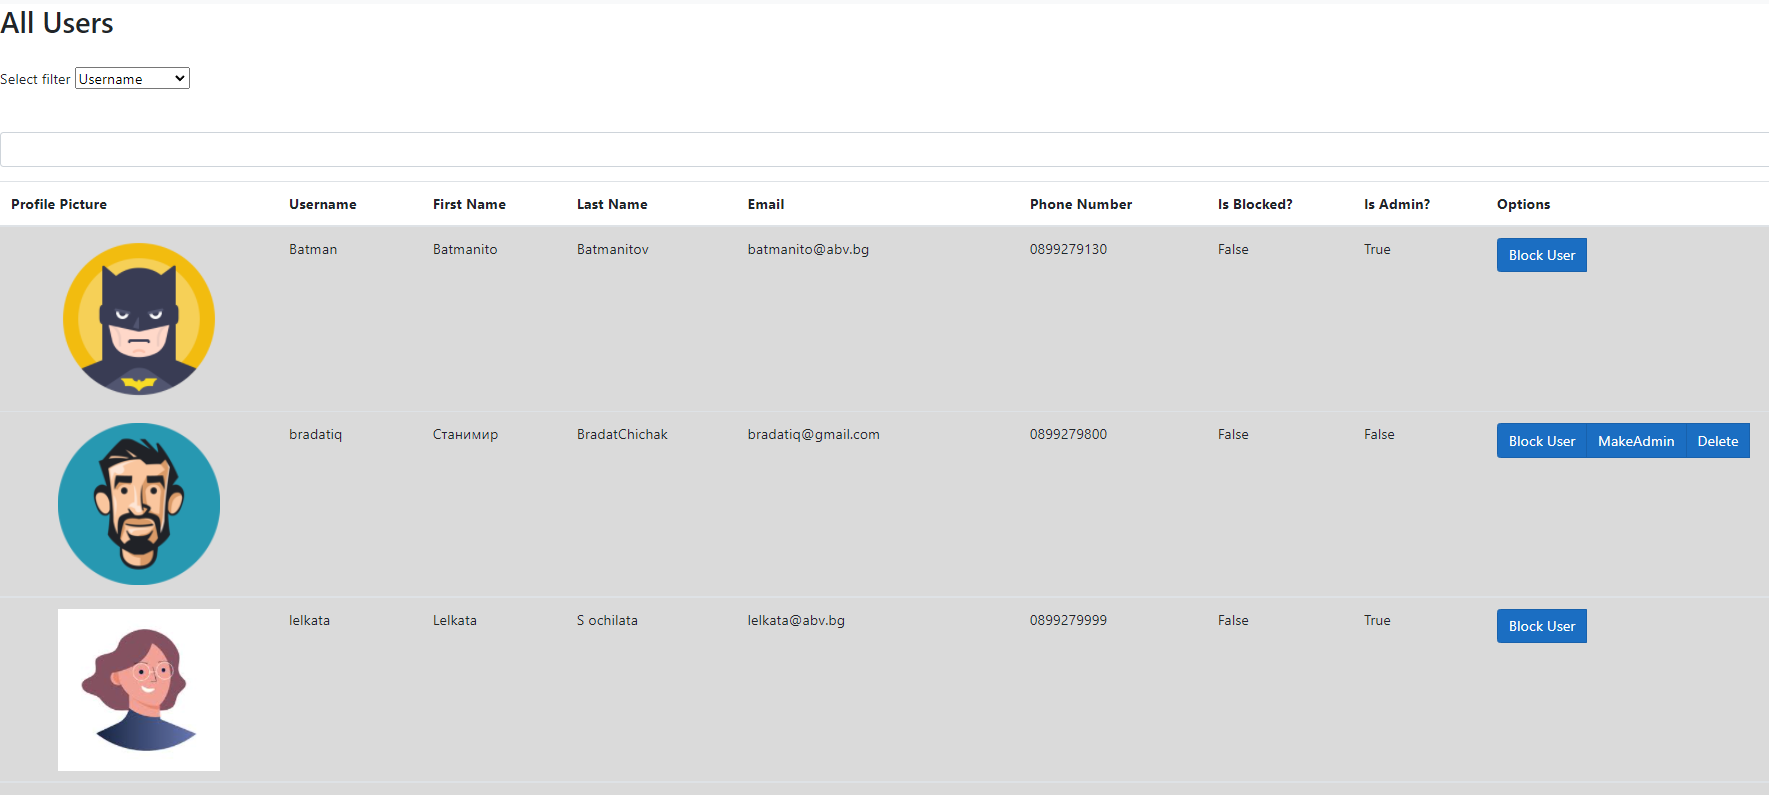 All Users
Select filter Username
Profile Picture Username First Name Last Name Email Phone Number Is Blocked? Is Admin? Options
Batman Batmanito Batmanitov batmanito@abv.bg 0899279130 False True Block User
bradatiq Станимир BradatChichak bradatiq@gmail.com 0899279800 False False Block User MakeAdmin Delete
lelkata Lelkata S ochilata lelkata@abv.bg 0899279999 False True Block User